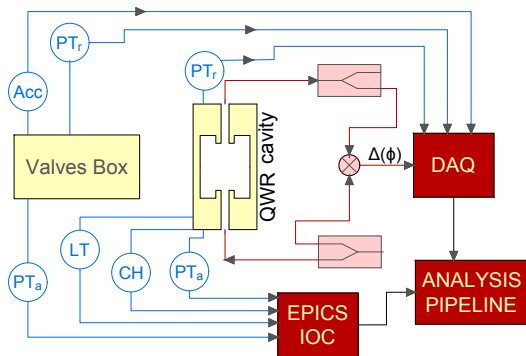 PTr
PTr
Acc
QWR cavity
Valves Box
Δ(ϕ)
DAQ
LT
CH
PTa
PTa
EPICS
IOC
ANALYSIS
PIPELINE